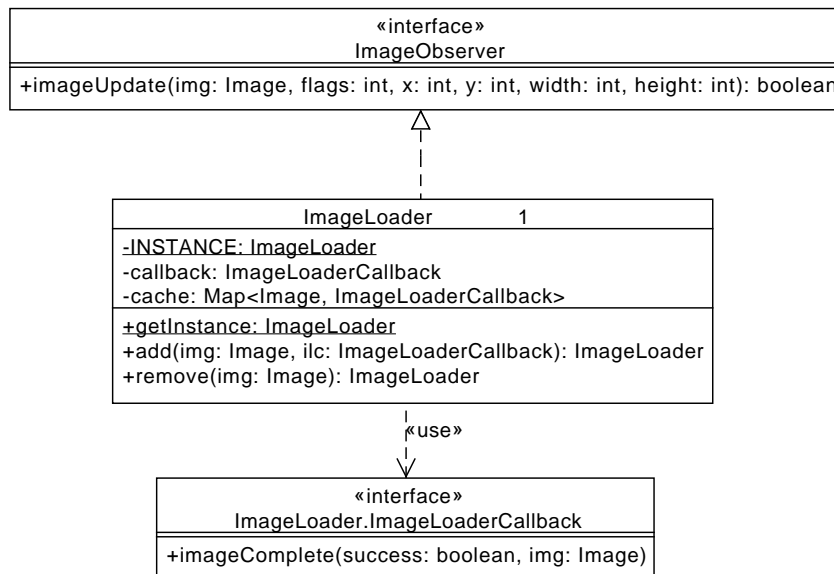 «interface»
ImageObserver
+imageUpdate(img: Image, flags: int, x: int, y: int, width: int, height: int): boolean
ImageLoader 1
-INSTANCE: ImageLoader
-callback: ImageLoaderCallback
-cache: Map<Image, ImageLoaderCallback>
+getInstance: ImageLoader
+add(img: Image, ilc: ImageLoaderCallback): ImageLoader
+remove(img: Image): ImageLoader
«use»
«interface»
ImageLoader.ImageLoaderCallback
+imageComplete(success: boolean, img: Image)